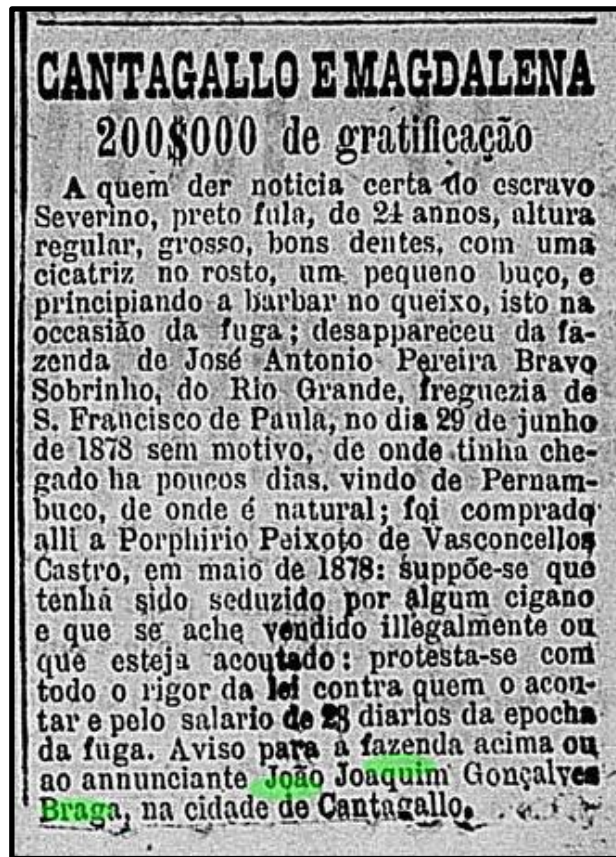 CANTAGALLO E MAGDALENA
200$000 de gratificação
A quem der noticia certa do escravo
Severino, preto fula, de 24 annos, altura
regular, grosso, bons dentes, com uma
cicatriz no rosto, um pequeno buço, e
principiando a barbar no queixo, isto na
occasião da fuga; desappareceu da fa-
zenda de José Antonio Pereira Bravo
Sobrinho, do Rio Grande, freguezia de
S. Francisco de Paula, no dia 29 de junho
de 1878 sem motivo, de onde tinha che-
gado ha poucos dias, vindo de Pernam-
buco, de onde é natural; foi comprado
alli a Porphirio Peixoto de Vasconcellos
Castro, em maio de 1878: suppõe-se que
tenha sido seduzido por algum cigano
e que se ache vendido illegalmente ou
que esteja acoutado: protesta-se com
todo o rigor da lei contra quem o acou-
tar e pelo salario de 2$ diarios da epocha
da fuga. Aviso para a fazenda acima ou
ao annunciante João Joaquim Gonçalves
Braga, na cidade de Cantagallo.